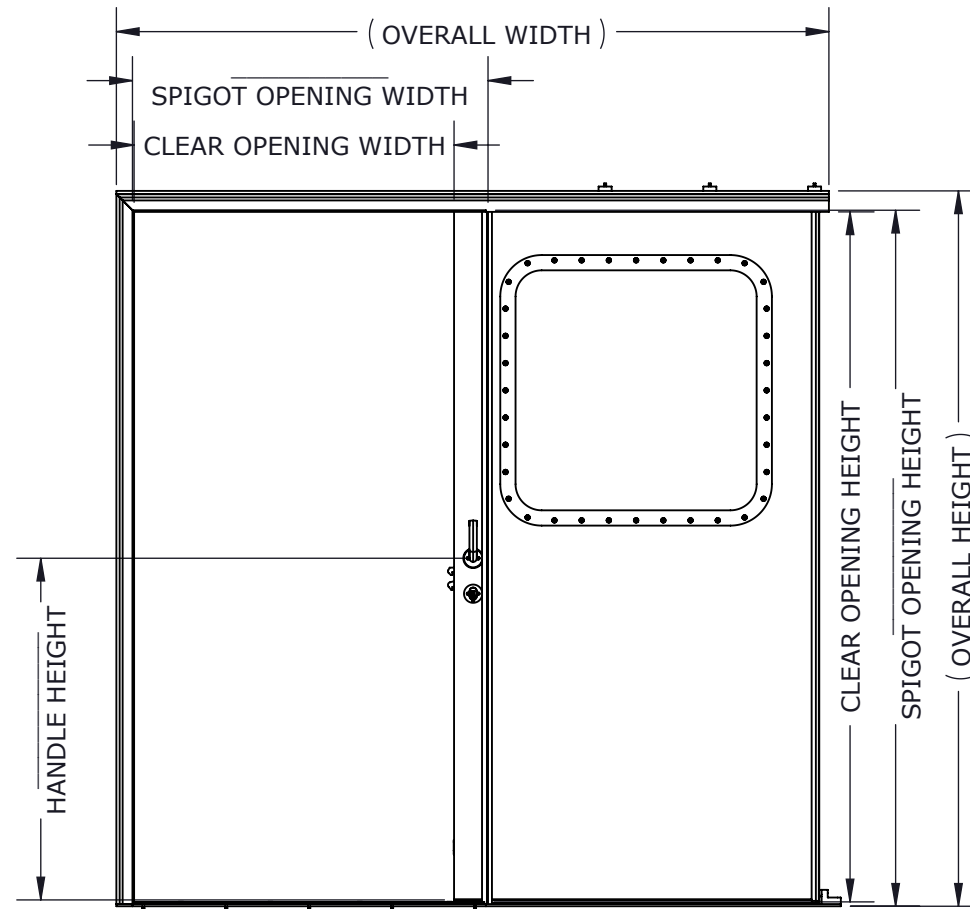 ( OVERALL WIDTH )
SPIGOT OPENING WIDTH
CLEAR OPENING WIDTH
HANDLE HEIGHT
CLEAR OPENING HEIGHT
SPIGOT OPENING HEIGHT
( OVERALL HEIGHT )